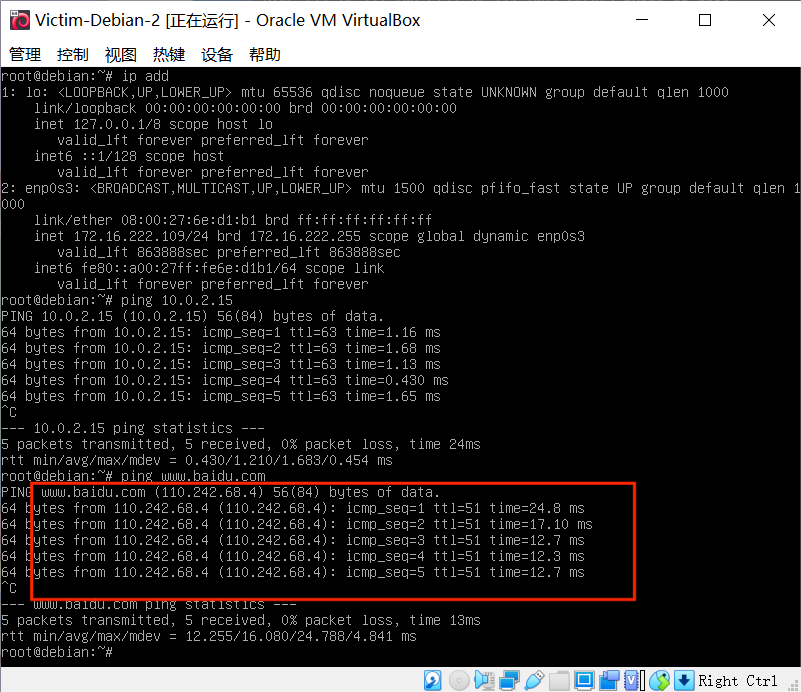 Victim-Debian-2 [正在运行] - Oracle VM VirtualBox
管理 控制 视图 热键 设备 帮助
root@debian:~# ip add
1: lo: <LOOPBACK,UP,LOWER_UP> mtu 65536 qdisc noqueue state UNKNOWN group default qlen 1000
    link/loopback 00:00:00:00:00:00 brd 00:00:00:00:00:00
    inet 127.0.0.1/8 scope host lo
       valid_lft forever preferred_lft forever
    inet6 ::1/128 scope host
       valid_lft forever preferred_lft forever
2: enp0s3: <BROADCAST,MULTICAST,UP,LOWER_UP> mtu 1500 qdisc pfifo_fast state UP group default qlen 1
000
    link/ether 08:00:27:6e:d1:b1 brd ff:ff:ff:ff:ff:ff
    inet 172.16.222.109/24 brd 172.16.222.255 scope global dynamic enp0s3
       valid_lft 863888sec preferred_lft 863888sec
    inet6 fe80::a00:27ff:fe6e:d1b1/64 scope link
       valid_lft forever preferred_lft forever
root@debian:~# ping 10.0.2.15
PING 10.0.2.15 (10.0.2.15) 56(84) bytes of data.
64 bytes from 10.0.2.15: icmp_seq=1 ttl=63 time=1.16 ms
64 bytes from 10.0.2.15: icmp_seq=2 ttl=63 time=1.68 ms
64 bytes from 10.0.2.15: icmp_seq=3 ttl=63 time=1.13 ms
64 bytes from 10.0.2.15: icmp_seq=4 ttl=63 time=0.430 ms
64 bytes from 10.0.2.15: icmp_seq=5 ttl=63 time=1.65 ms
^C
--- 10.0.2.15 ping statistics ---
5 packets transmitted, 5 received, 0% packet loss, time 24ms
rtt min/avg/max/mdev = 0.430/1.210/1.683/0.454 ms
root@debian:~# ping www.baidu.com
PING www.baidu.com (110.242.68.4) 56(84) bytes of data.
64 bytes from 110.242.68.4 (110.242.68.4): icmp_seq=1 ttl=51 time=24.8 ms
64 bytes from 110.242.68.4 (110.242.68.4): icmp_seq=2 ttl=51 time=17.10 ms
64 bytes from 110.242.68.4 (110.242.68.4): icmp_seq=3 ttl=51 time=12.7 ms
64 bytes from 110.242.68.4 (110.242.68.4): icmp_seq=4 ttl=51 time=12.3 ms
64 bytes from 110.242.68.4 (110.242.68.4): icmp_seq=5 ttl=51 time=12.7 ms
^C
--- www.baidu.com ping statistics ---
5 packets transmitted, 5 received, 0% packet loss, time 13ms
rtt min/avg/max/mdev = 12.255/16.080/24.788/4.841 ms
root@debian:~#
Right Ctrl